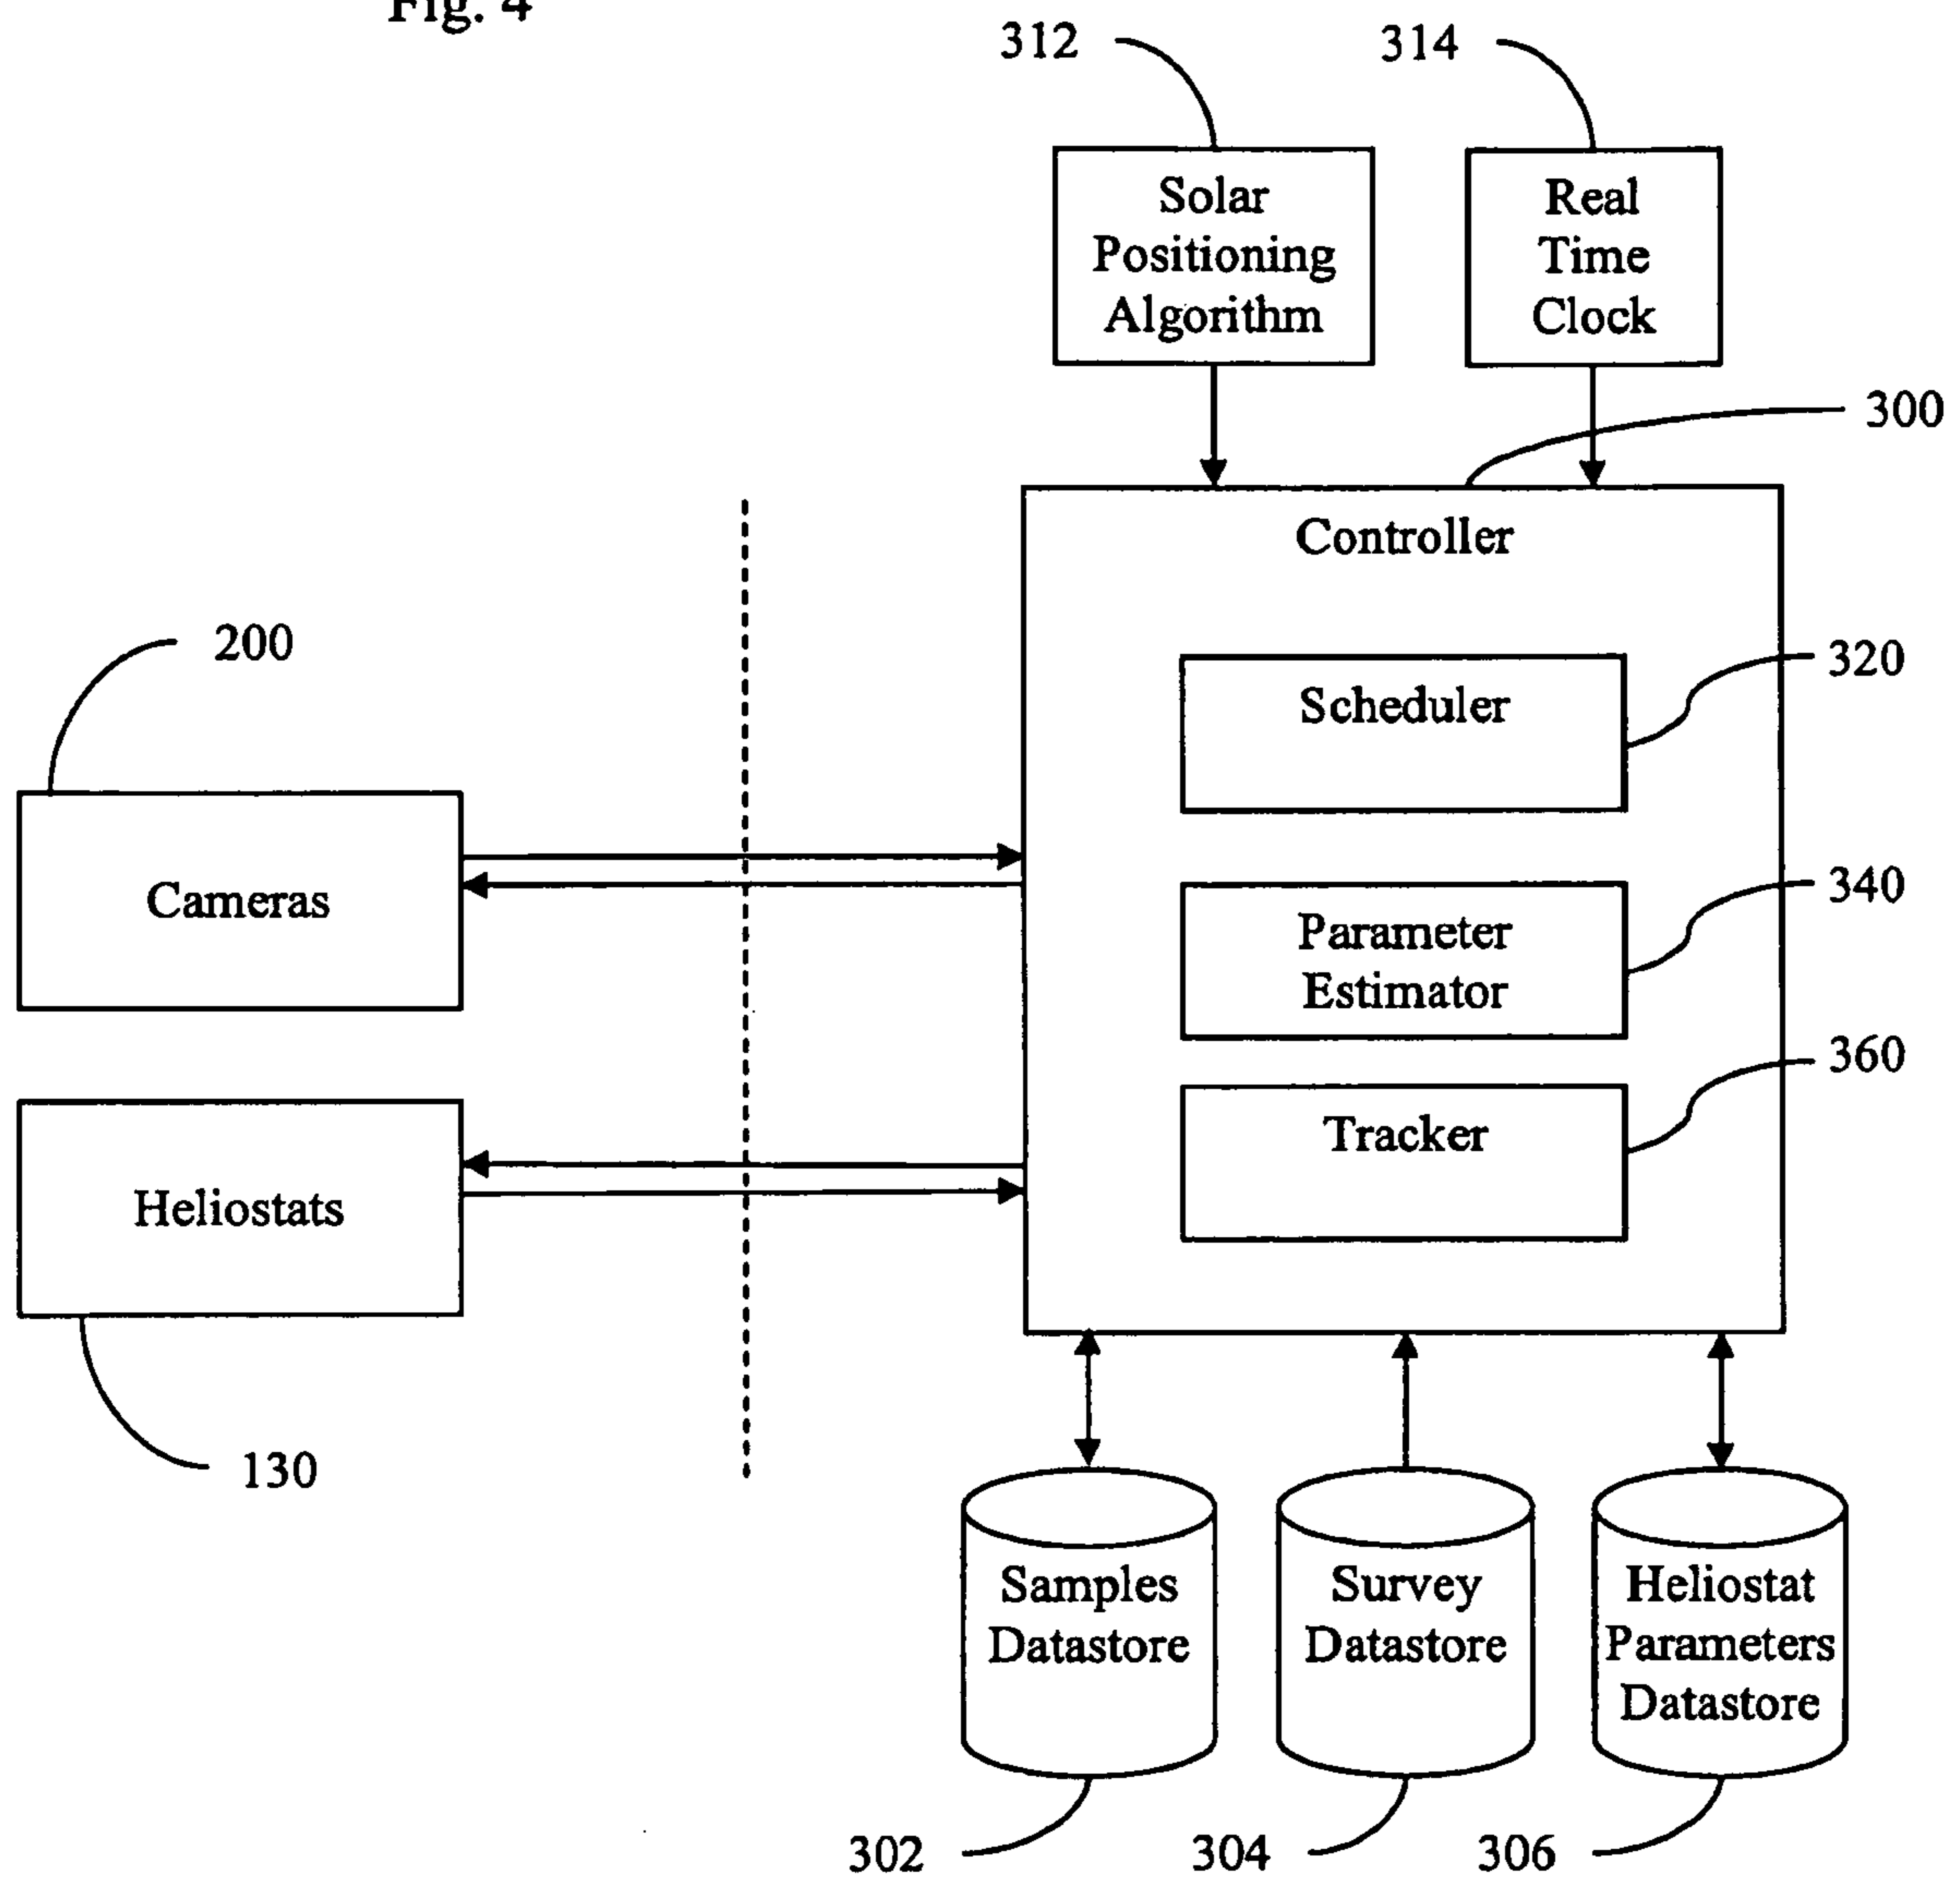 Fig. 4
312
314
Solar
Positioning
Algorithm
Real
Time
Clock
300
Controller
200
320
Scheduler
Cameras
340
Parameter
Estimator
360
Tracker
Heliostats
130
Samples
Datastore
Survey
Datastore
Heliostat
Parameters
Datastore
302
304
306